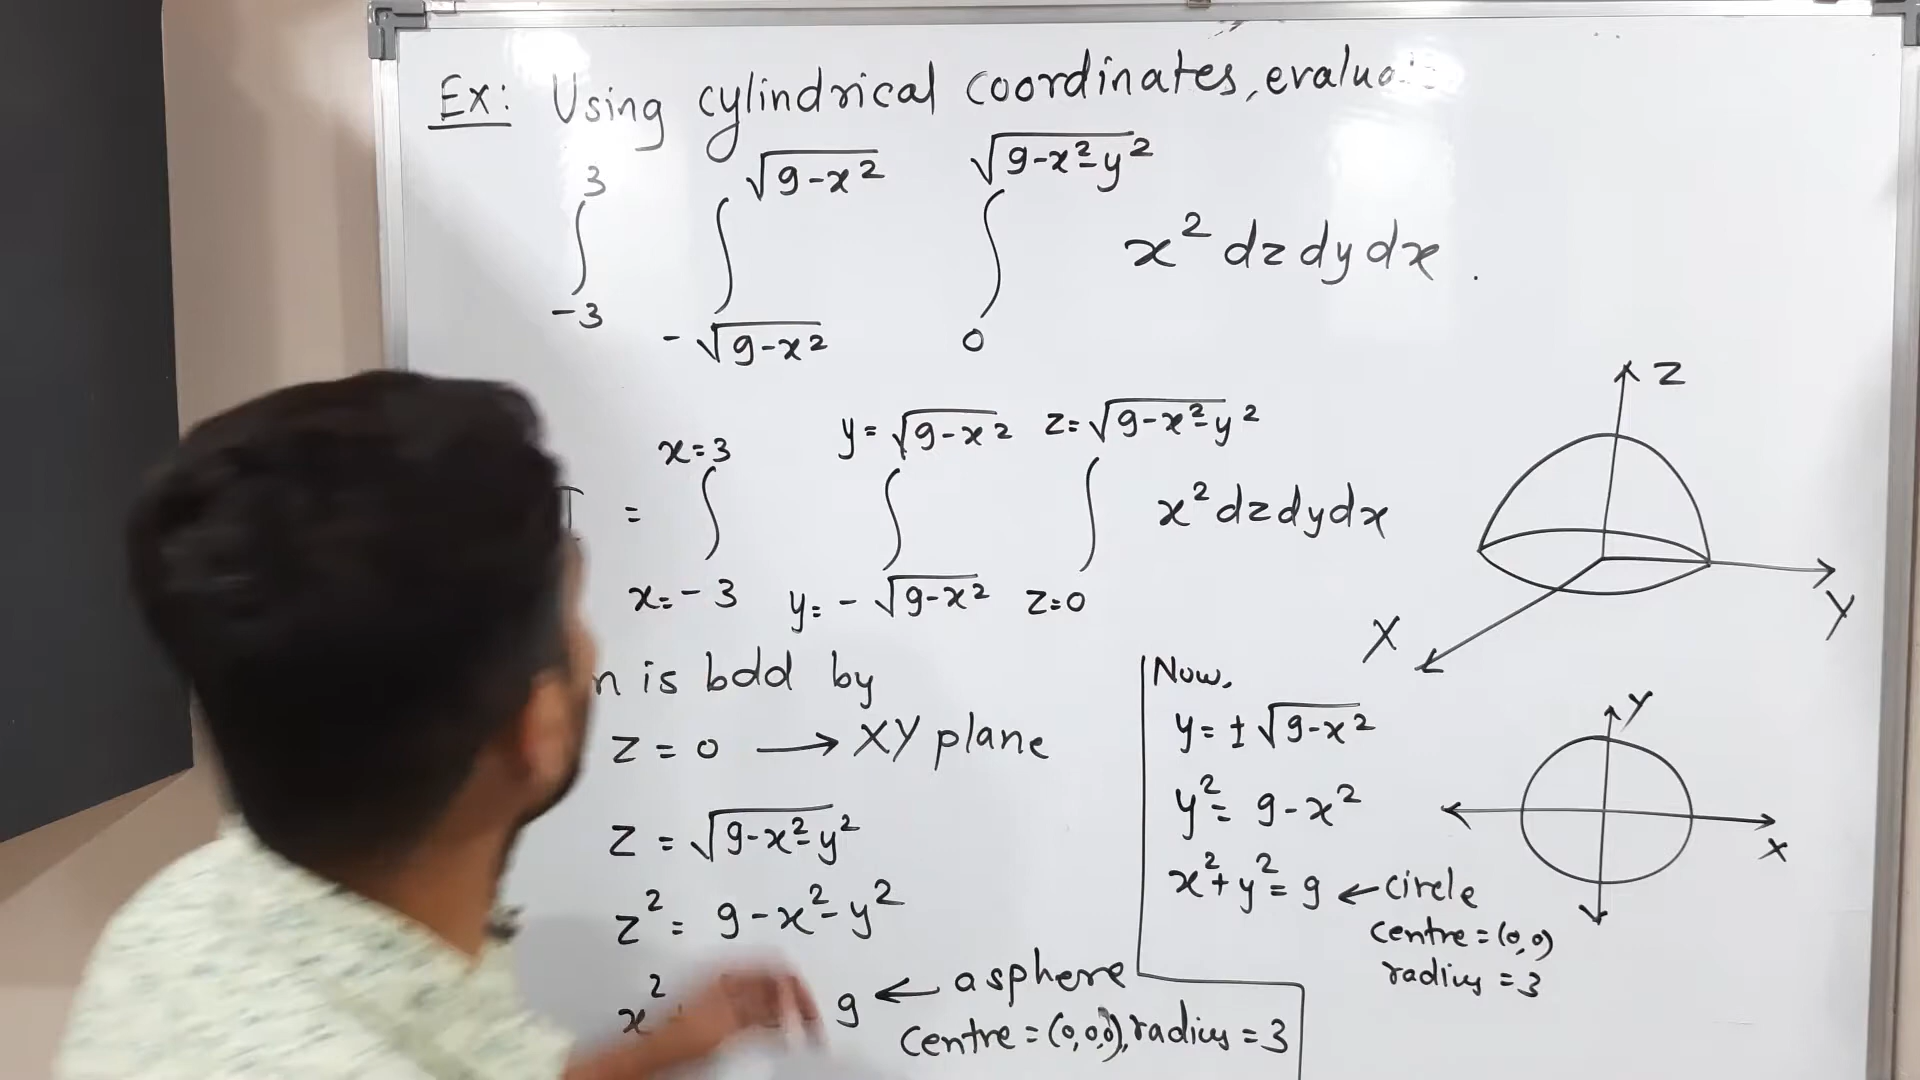 Ex: Using cylindrical coordinates, evalua
∫_{-3}^{3} ∫_{-√(9-x²)}^{√(9-x²)} ∫_{0}^{√(9-x²-y²)} x² dz dy dx .
I = ∫_{x=-3}^{x=3} ∫_{y=-√(9-x²)}^{y=√(9-x²)} ∫_{z=0}^{z=√(9-x²-y²)} x² dz dy dx
is bdd by
z = 0 → XY plane
z = √(9-x²-y²)
z² = 9-x²-y²
x² 9 ← a sphere
centre = (0,0,0), radius = 3
Now,
y = ± √(9-x²)
y² = 9-x²
x² + y² = 9 ← circle
centre = (0,0)
radius = 3
Z
Y
X
Y
X